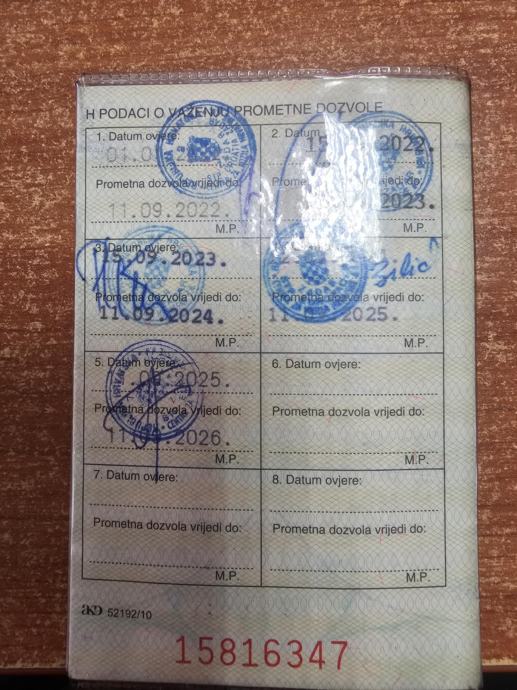 H PODACI O VAŽENJU PROMETNE DOZVOLE
1. Datum ovjere:
2. Datum
2022.
Prometna dozvola vrijedi do:
11.09.2022.
2023.
M.P.
M.P.
3. Datum ovjere:
15.09.2023.
Prometna dozvola vrijedi do:
Prometna dozvola vrijedi do:
11.09.2024.
2025.
M.P.
M.P.
5. Datum ovjere:
6. Datum ovjere:
2025.
Prometna dozvola vrijedi do:
Prometna dozvola vrijedi do:
2026.
M.P.
M.P.
7. Datum ovjere:
8. Datum ovjere:
Prometna dozvola vrijedi do:
Prometna dozvola vrijedi do:
M.P.
M.P.
AKD 52192/10
15816347